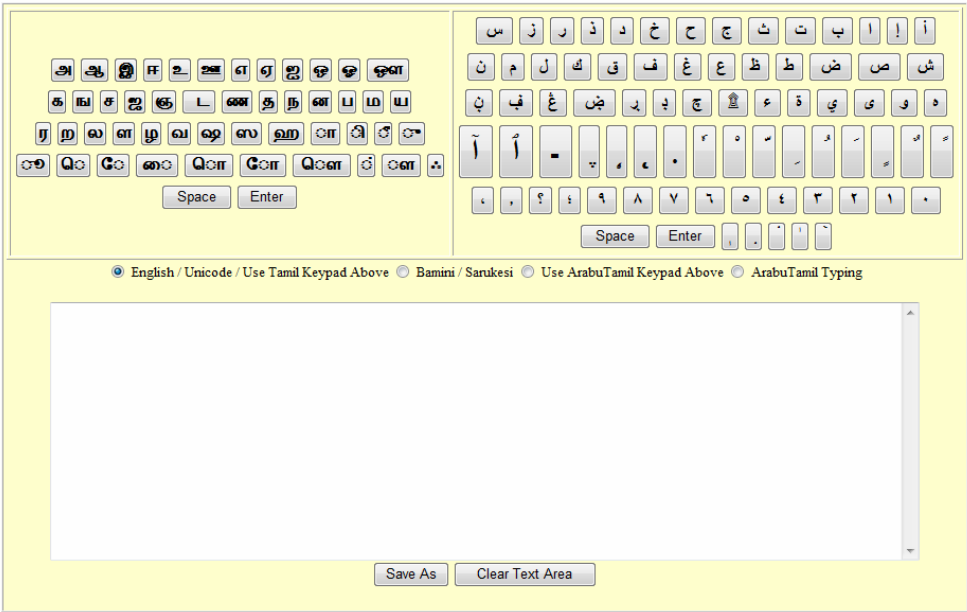 அ ஆ இ ஈ உ ஊ எ ஏ ஐ ஒ ஓ ஔ
க ங ச ஜ ஞ ட ண த ந ன ப ம ய
ர ற ல ள ழ வ ஷ ஸ ஹ ா ி ீ ு
ூ ெ ே ை ொ ோ ௌ ஂ ௗ ஃ
Space Enter
س ز ر ذ د خ ح ج ث ت ب ا إ أ
ن م ل ك ق ف غ ع ظ ط ض ص ش
ء ة ي ى و ه
؟ ؛ ٩ ٨ ٧ ٦ ٥ ٤ ٣ ٢ ١ ٠
Space Enter
English / Unicode / Use Tamil Keypad Above Bamini / Sarukesi Use ArabuTamil Keypad Above ArabuTamil Typing
Save As Clear Text Area